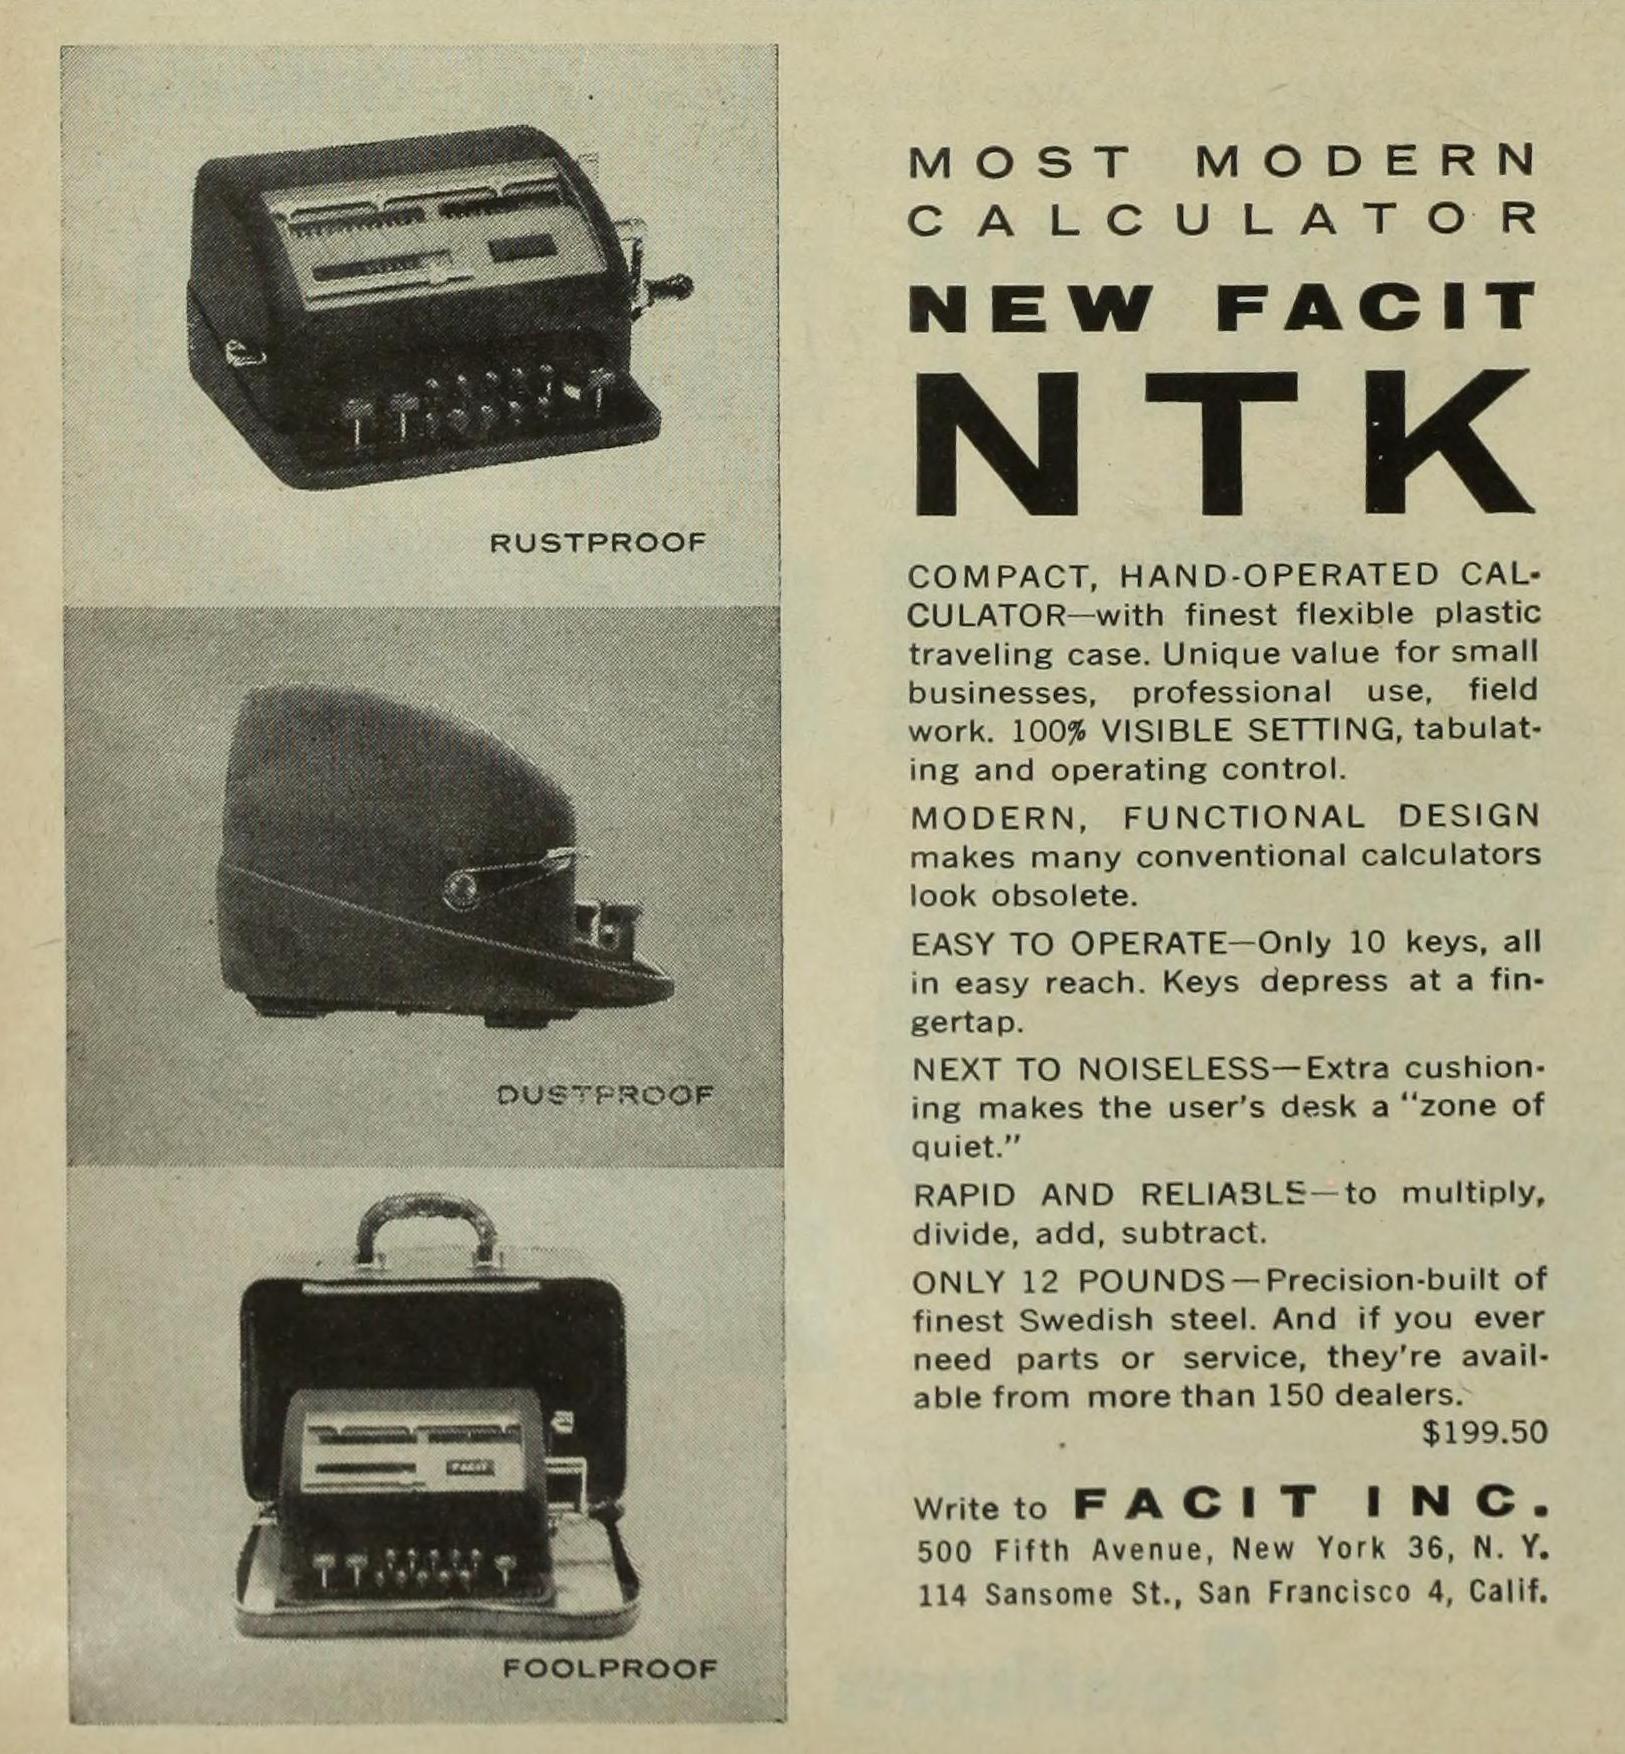 RUSTPROOF
DUSTPROOF
FACIT
FOOLPROOF
MOST MODERN
CALCULATOR
NEW FACIT
NTK
COMPACT, HAND-OPERATED CAL-
CULATOR—with finest flexible plastic
traveling case. Unique value for small
businesses, professional use, field
work. 100% VISIBLE SETTING, tabulat-
ing and operating control.
MODERN, FUNCTIONAL DESIGN
makes many conventional calculators
look obsolete.
EASY TO OPERATE—Only 10 keys, all
in easy reach. Keys depress at a fin-
gertap.
NEXT TO NOISELESS—Extra cushion-
ing makes the user's desk a “zone of
quiet.”
RAPID AND RELIABLE—to multiply,
divide, add, subtract.
ONLY 12 POUNDS—Precision-built of
finest Swedish steel. And if you ever
need parts or service, they're avail-
able from more than 150 dealers.
$199.50
Write to FACIT INC.
500 Fifth Avenue, New York 36, N. Y.
114 Sansome St., San Francisco 4, Calif.